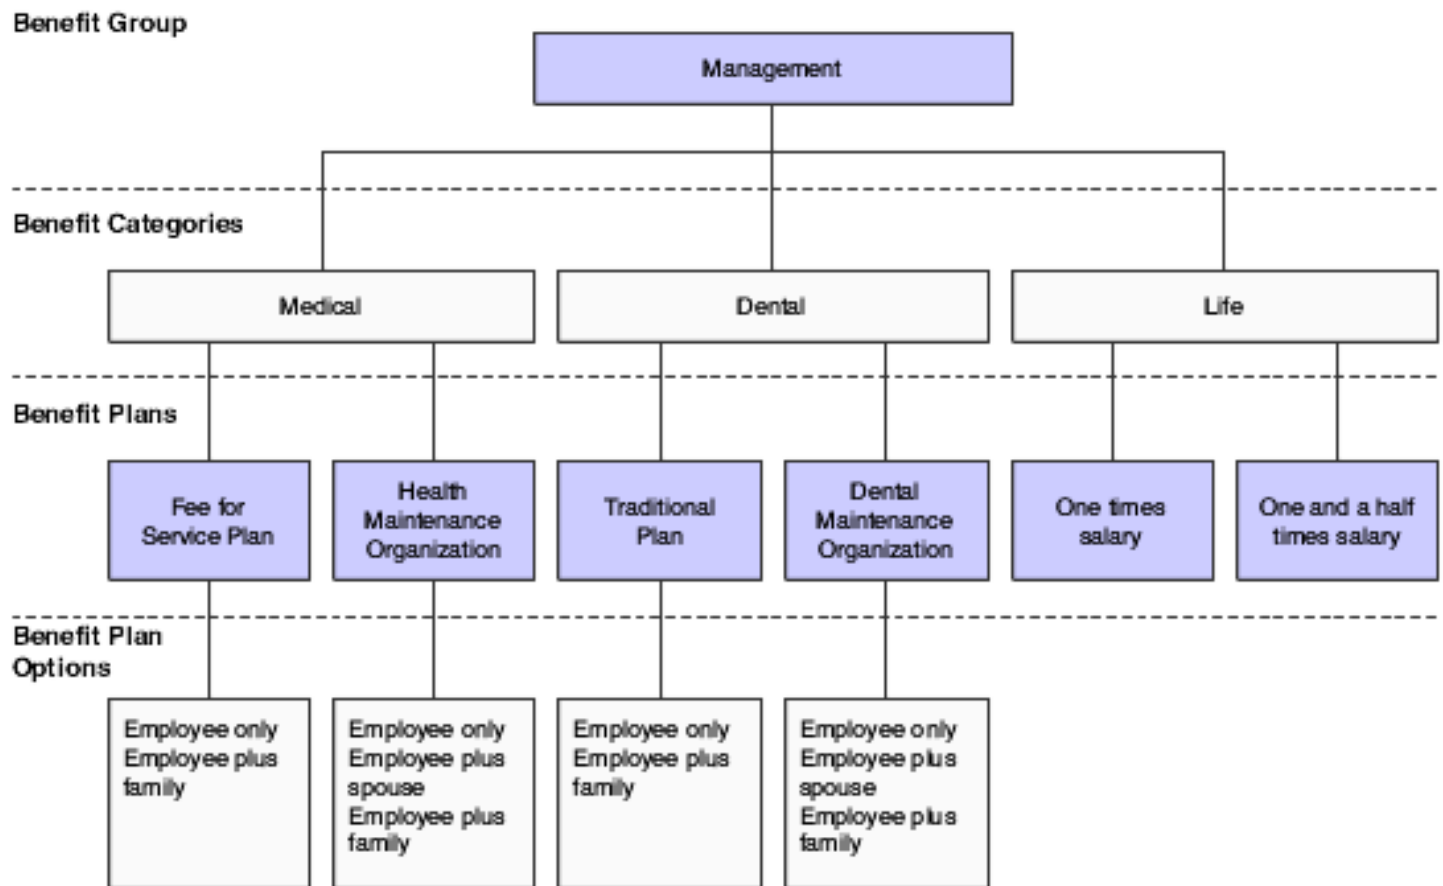 Benefit Group
Management
Benefit Categories
Medical
Dental
Life
Benefit Plans
Fee for
Service Plan
Health
Maintenance
Organization
Traditional
Plan
Dental
Maintenance
Organization
One times
salary
One and a half
times salary
Benefit Plan
Options
Employee only
Employee plus
family
Employee only
Employee plus
spouse
Employee plus
family
Employee only
Employee plus
family
Employee only
Employee plus
spouse
Employee plus
family